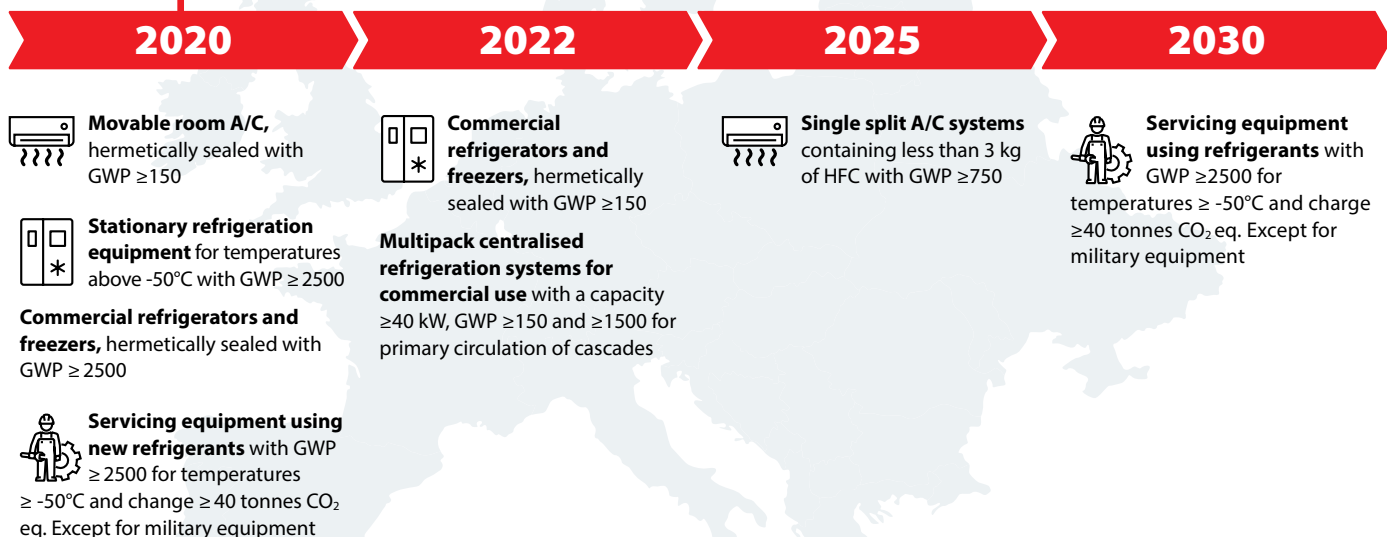 2020
2022
2025
2030
Movable room A/C,
hermetically sealed with
GWP ≥150
Stationary refrigeration
equipment for temperatures
above -50°C with GWP ≥ 2500
Commercial refrigerators and
freezers, hermetically sealed with
GWP ≥ 2500
Servicing equipment using
new refrigerants with GWP
≥ 2500 for temperatures
≥ -50°C and change ≥ 40 tonnes CO₂
eq. Except for military equipment
Commercial
refrigerators and
freezers, hermetically
sealed with GWP ≥150
Multipack centralised
refrigeration systems for
commercial use with a capacity
≥40 kW, GWP ≥150 and ≥1500 for
primary circulation of cascades
Single split A/C systems
containing less than 3 kg
of HFC with GWP ≥750
Servicing equipment
using refrigerants with
GWP ≥2500 for
temperatures ≥ -50°C and charge
≥40 tonnes CO₂ eq. Except for
military equipment